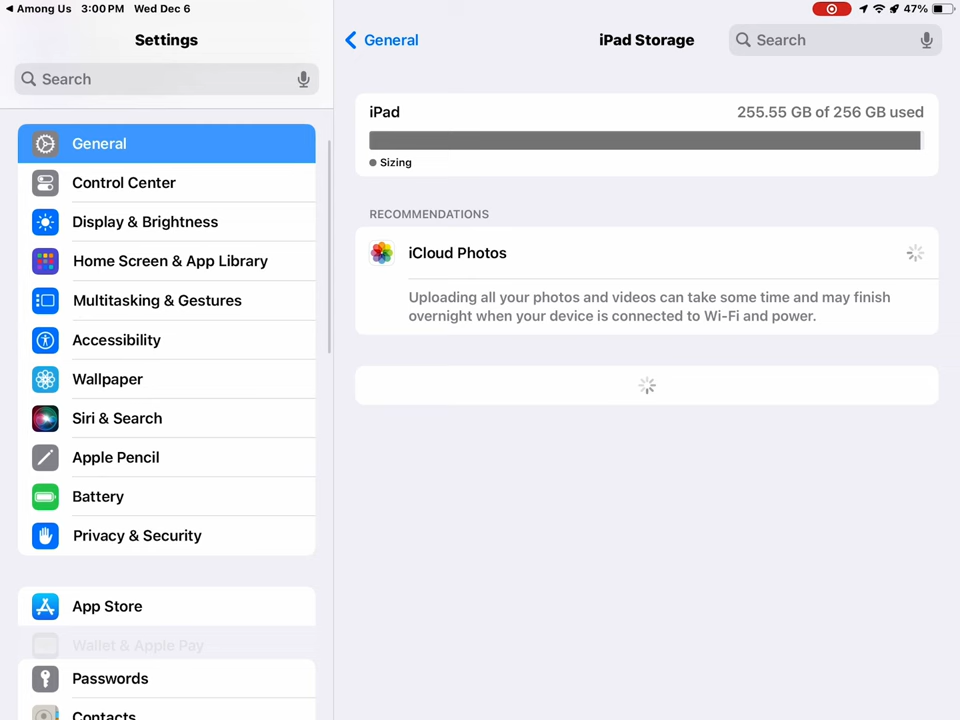 ◀ Among Us 3:00 PM Wed Dec 6
47%
Settings
Search
General
Control Center
Display & Brightness
Home Screen & App Library
Multitasking & Gestures
Accessibility
Wallpaper
Siri & Search
Apple Pencil
Battery
Privacy & Security
App Store
Wallet & Apple Pay
Passwords
Contacts
General
iPad Storage
Search
iPad
255.55 GB of 256 GB used
Sizing
RECOMMENDATIONS
iCloud Photos
Uploading all your photos and videos can take some time and may finish
overnight when your device is connected to Wi-Fi and power.